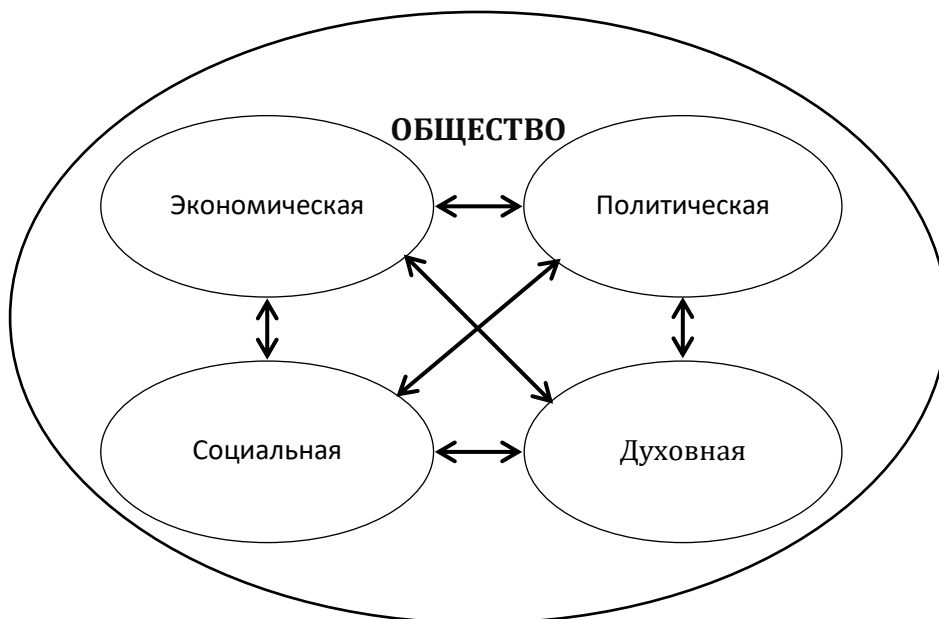 ОБЩЕСТВО
Экономическая
Политическая
Социальная
Духовная